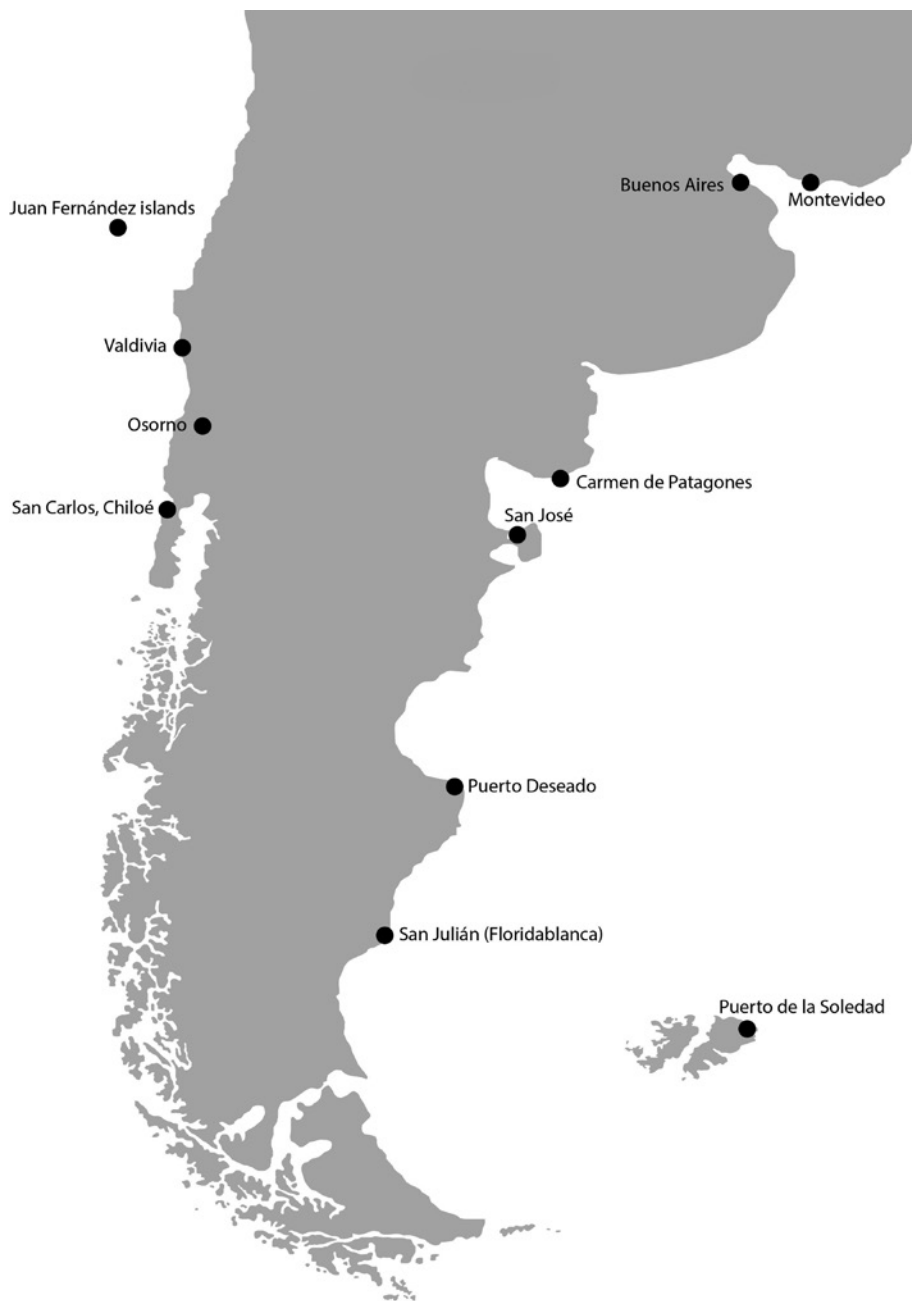 Buenos Aires
Montevideo
Juan Fernández islands
Valdivia
Osorno
Carmen de Patagones
San Carlos, Chiloé
San José
Puerto Deseado
San Julián (Floridablanca)
Puerto de la Soledad